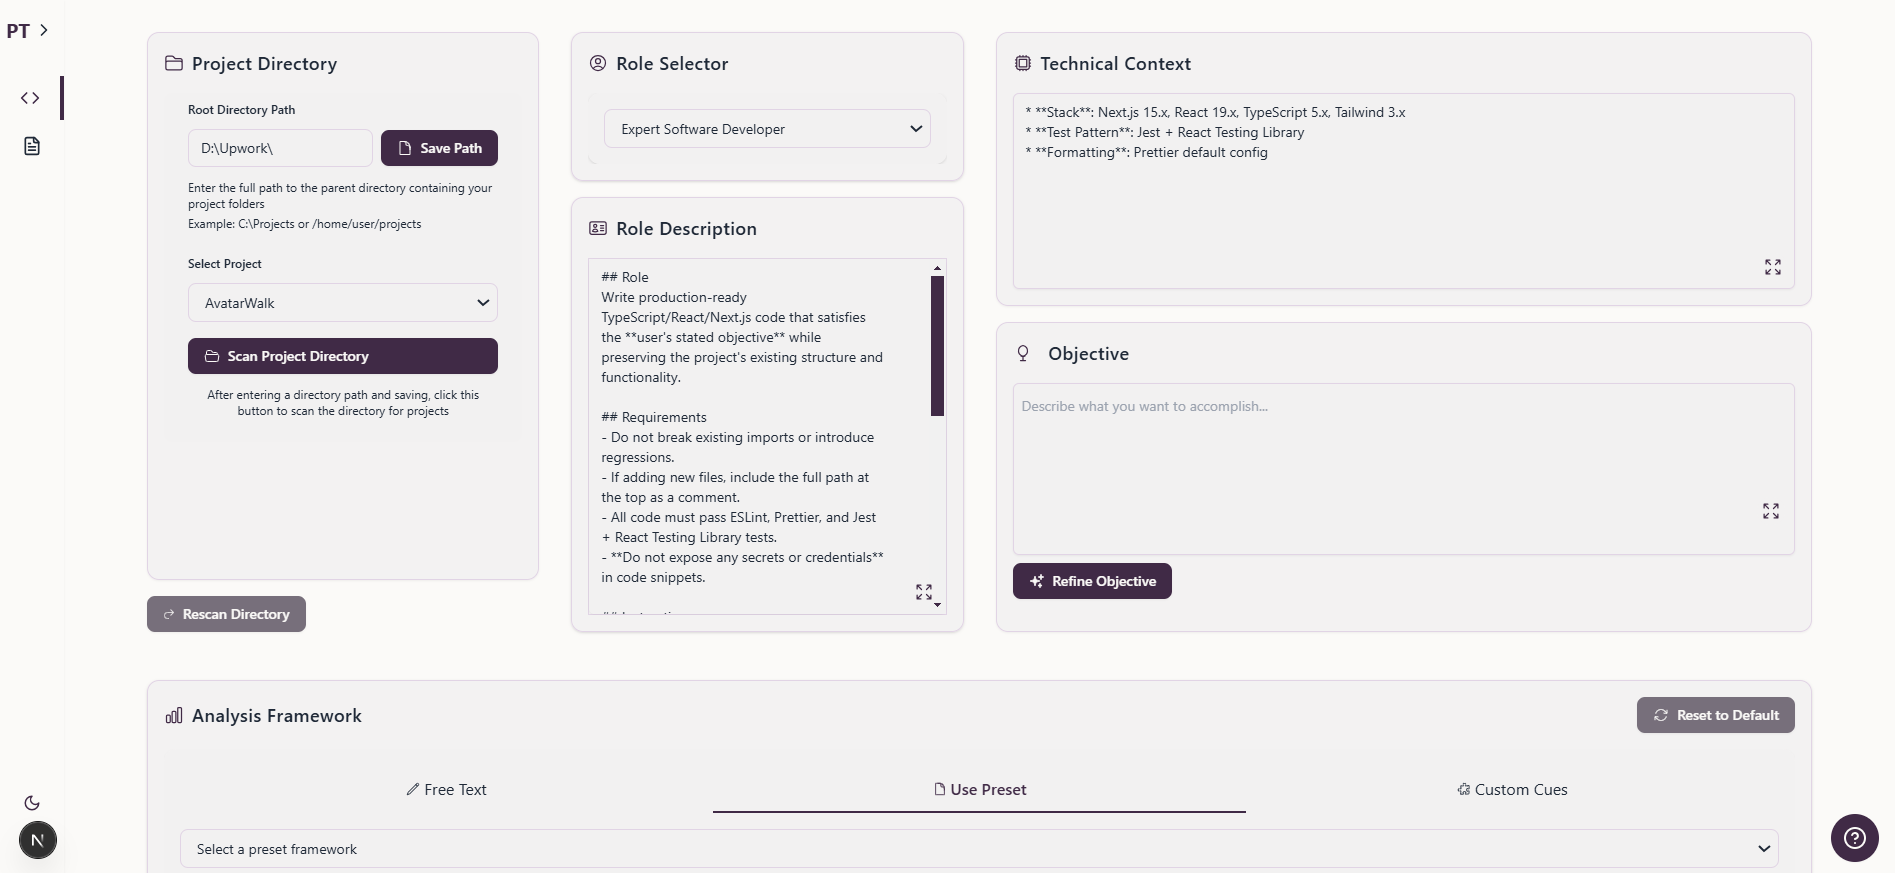 PT
Project Directory
Root Directory Path
D:\Upwork\
Save Path
Enter the full path to the parent directory containing your
project folders
Example: C:\Projects or /home/user/projects
Select Project
AvatarWalk
Scan Project Directory
After entering a directory path and saving, click this
button to scan the directory for projects
Rescan Directory
Role Selector
Expert Software Developer
Role Description
## Role
Write production-ready
TypeScript/React/Next.js code that satisfies
the **user's stated objective** while
preserving the project's existing structure and
functionality.
## Requirements
- Do not break existing imports or introduce
regressions.
- If adding new files, include the full path at
the top as a comment.
- All code must pass ESLint, Prettier, and Jest
+ React Testing Library tests.
- **Do not expose any secrets or credentials**
in code snippets.
Technical Context
* **Stack**: Next.js 15.x, React 19.x, TypeScript 5.x, Tailwind 3.x
* **Test Pattern**: Jest + React Testing Library
* **Formatting**: Prettier default config
Objective
Describe what you want to accomplish...
Refine Objective
Analysis Framework
Reset to Default
Free Text
Use Preset
Custom Cues
Select a preset framework
N